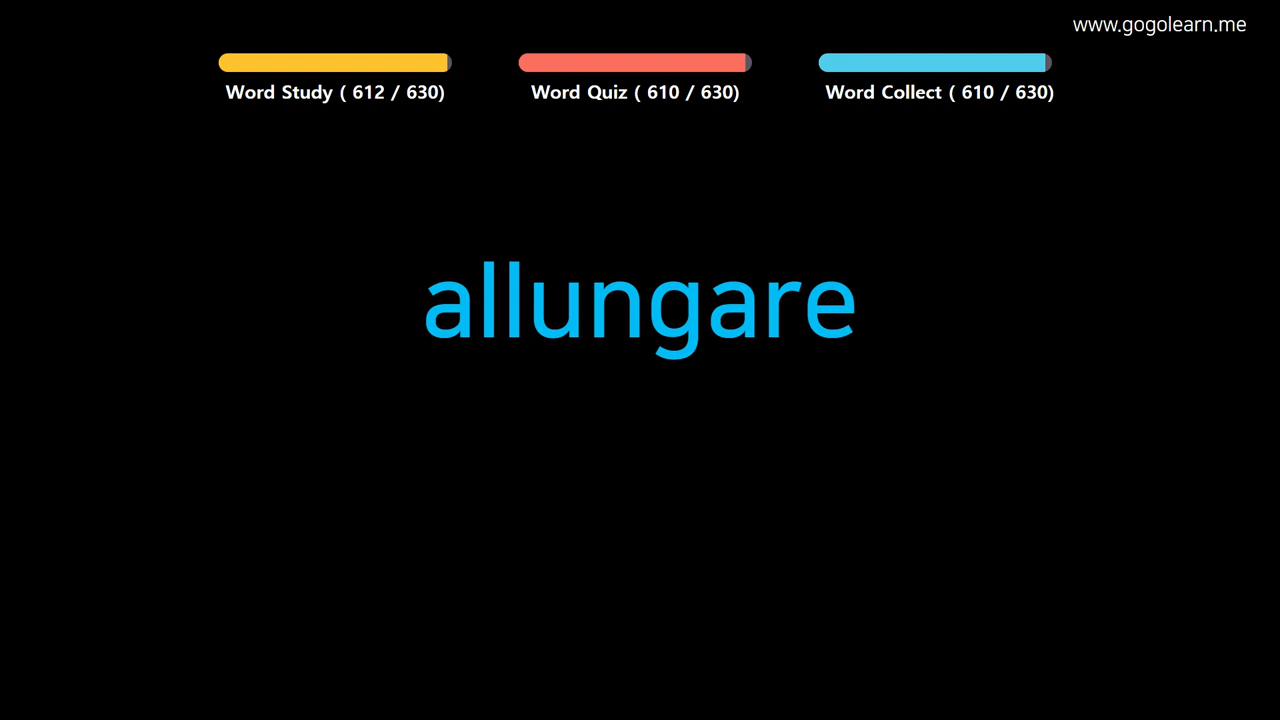 www.gogolearn.me
Word Study ( 612 / 630)
Word Quiz ( 610 / 630)
Word Collect ( 610 / 630)
allungare